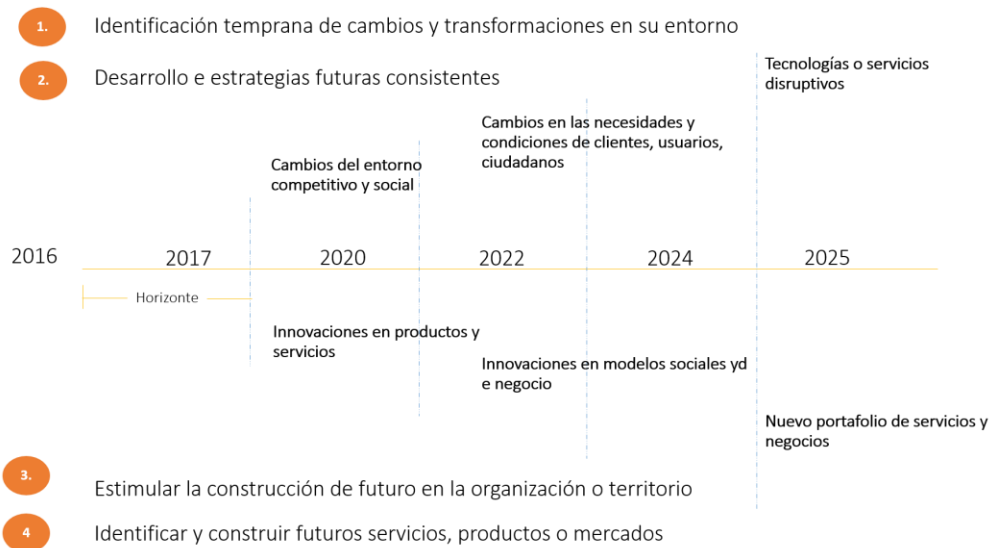 1.
Identificación temprana de cambios y transformaciones en su entorno
2.
Desarrollo e estrategias futuras consistentes
Tecnologías o servicios
disruptivos
Cambios en las necesidades y
condiciones de clientes, usuarios,
ciudadanos
Cambios del entorno
competitivo y social
2016
2017
2020
2022
2024
2025
Horizonte
Innovaciones en productos y
servicios
Innovaciones en modelos sociales yd
e negocio
Nuevo portafolio de servicios y
negocios
3.
Estimular la construcción de futuro en la organización o territorio
4
Identificar y construir futuros servicios, productos o mercados